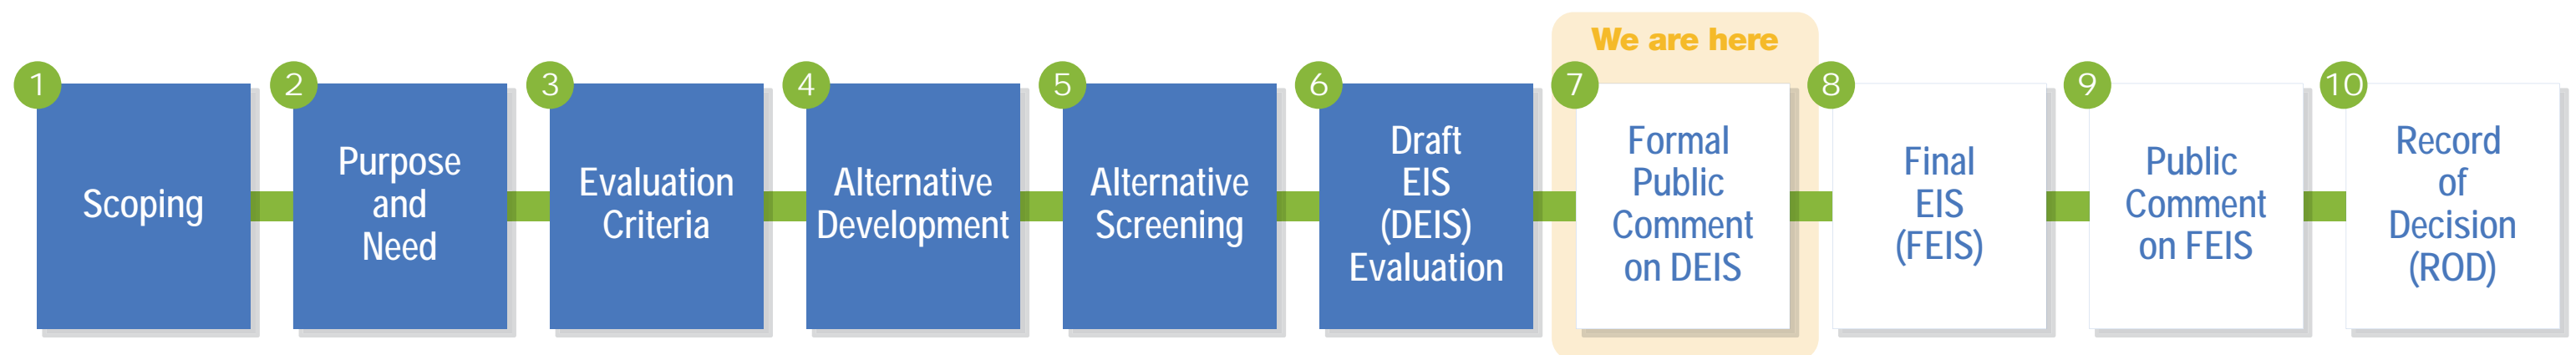 We are here
1
Scoping
2
Purpose
and
Need
3
Evaluation
Criteria
4
Alternative
Development
5
Alternative
Screening
6
Draft
EIS
(DEIS)
Evaluation
7
Formal
Public
Comment
on DEIS
8
Final
EIS
(FEIS)
9
Public
Comment
on FEIS
10
Record
of
Decision
(ROD)